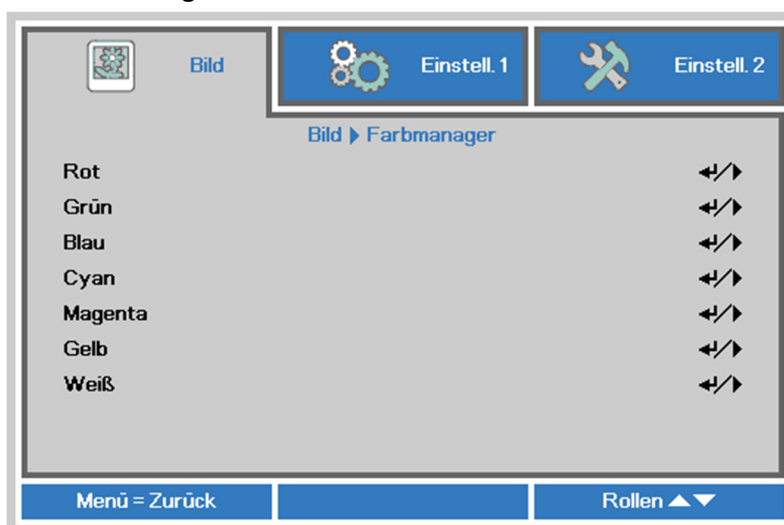 Bild
Einstell. 1
Einstell. 2
Bild ▶ Farbmanager
Rot
Grün
Blau
Cyan
Magenta
Gelb
Weiß
Menü = Zurück
Rollen ▲▼